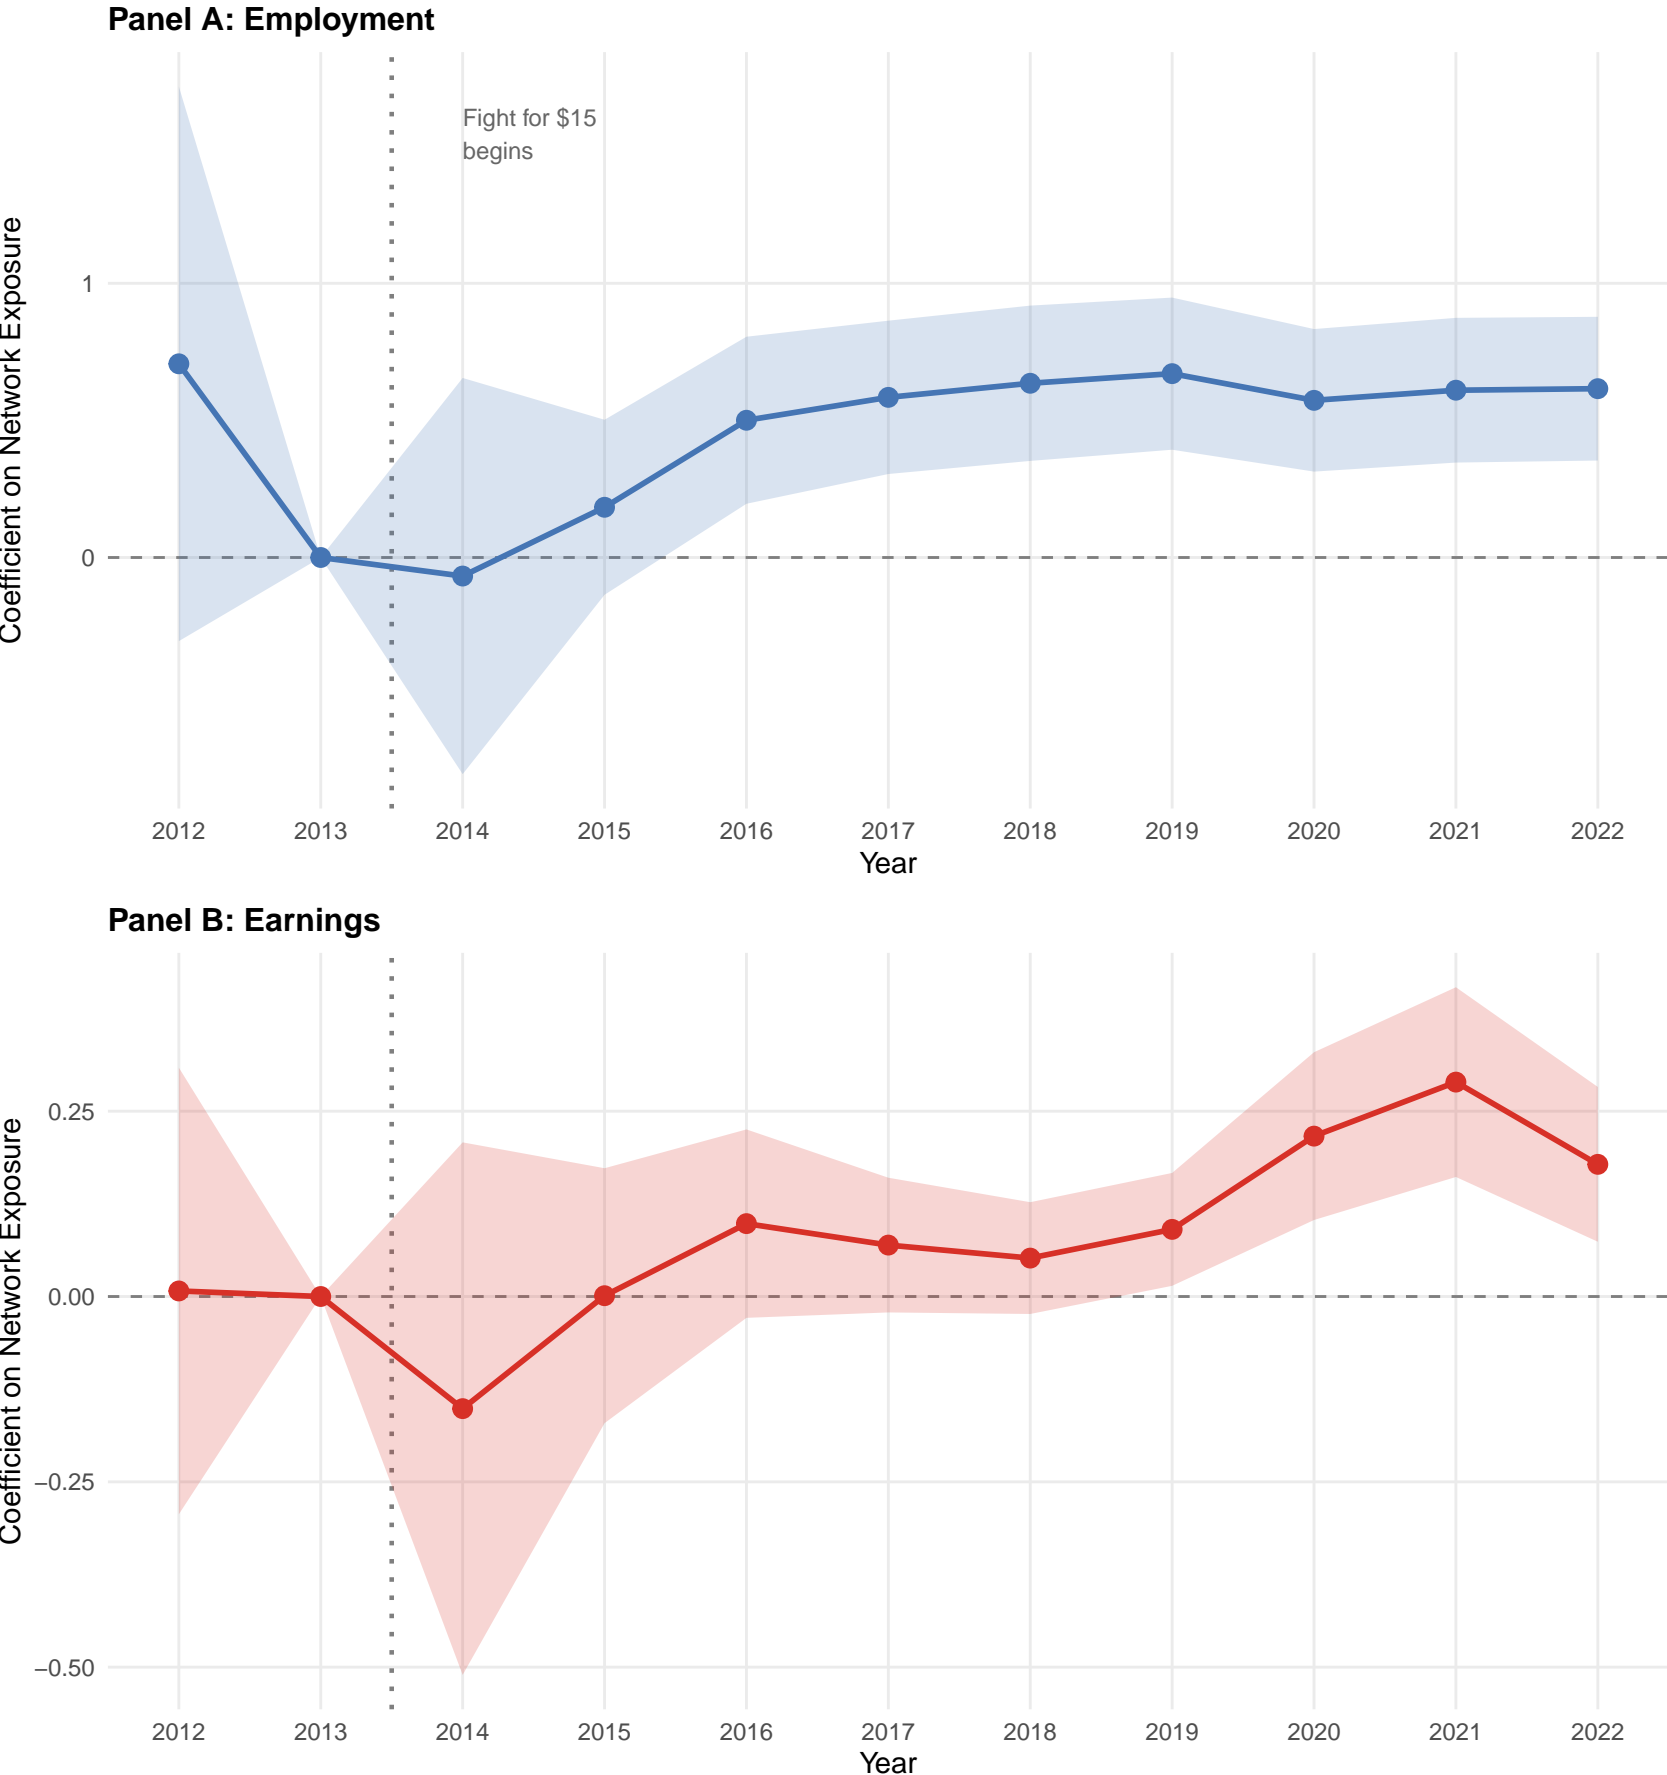 Panel A: Employment
Coefficient on Network Exposure
Fight for $15
begins
1
0
2012 2013 2014 2015 2016 2017 2018 2019 2020 2021 2022
Year
Panel B: Earnings
Coefficient on Network Exposure
0.25
0.00
−0.25
−0.50
2012 2013 2014 2015 2016 2017 2018 2019 2020 2021 2022
Year